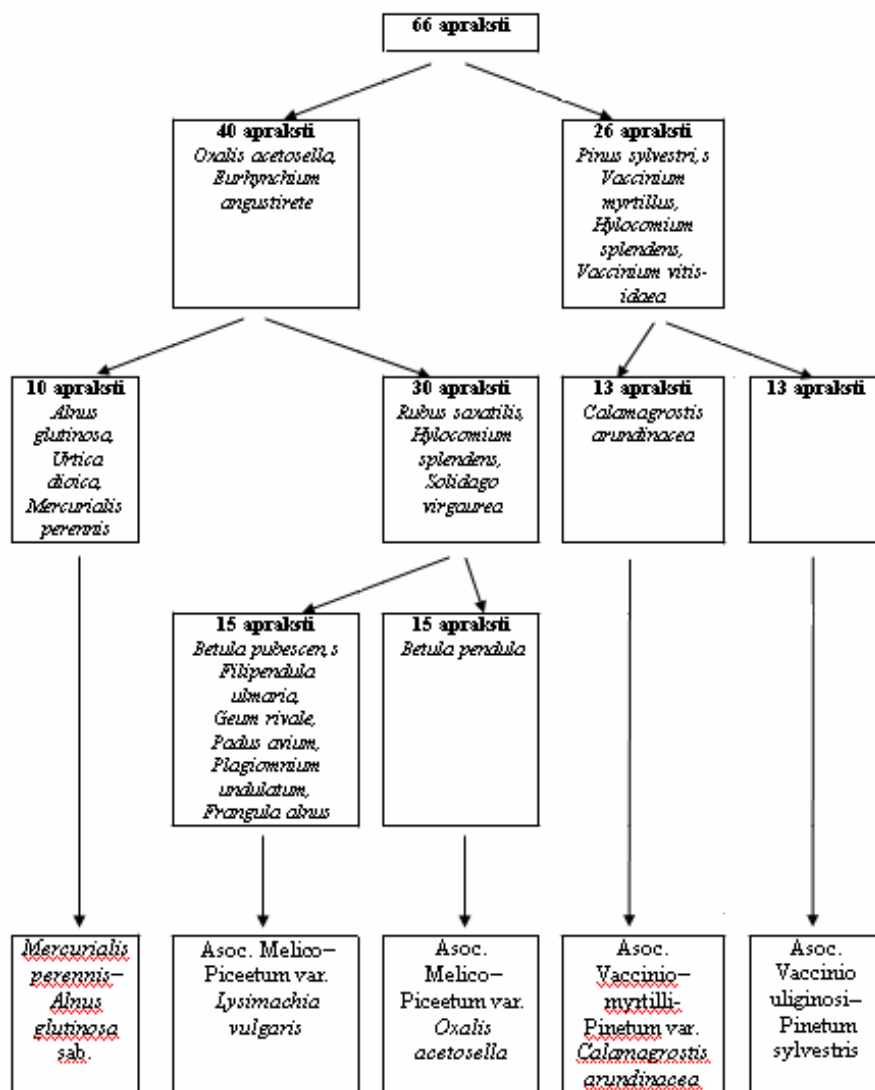 66 apraksti
40 apraksti
Oxalis acetosella,
Eurhynchium
angustirete
26 apraksti
Pinus sylvestri,s
Vaccinium
myrtillus,
Hylocomium
splendens,
Vaccinium vitis-
idaea
10 apraksti
Alnus
glutinosa,
Urtica
dioica,
Mercurialis
perennis
30 apraksti
Rubus saxatilis,
Hylocomium
splendens,
Solidago
virgaurea
13 apraksti
Calamagrostis
arundinacea
13 apraksti
15 apraksti
Betula pubescen,s
Filipendula
ulmaria,
Geum rivale,
Padus avium,
Plagiomnium
undulatum,
Frangula alnus
15 apraksti
Betula pendula
Mercurialis
perennis–
Alnus
glutinosa
sab.
Asoc. Melico–
Piceetum var.
Lysimachia
vulgaris
Asoc.
Melico–
Piceetum var.
Oxalis
acetosella
Asoc.
Vaccinio–
myrtilli-
Pinetum var.
Calamagrostis
arundinacea
Asoc.
Vaccinio
uliginosi–
Pinetum
sylvestris